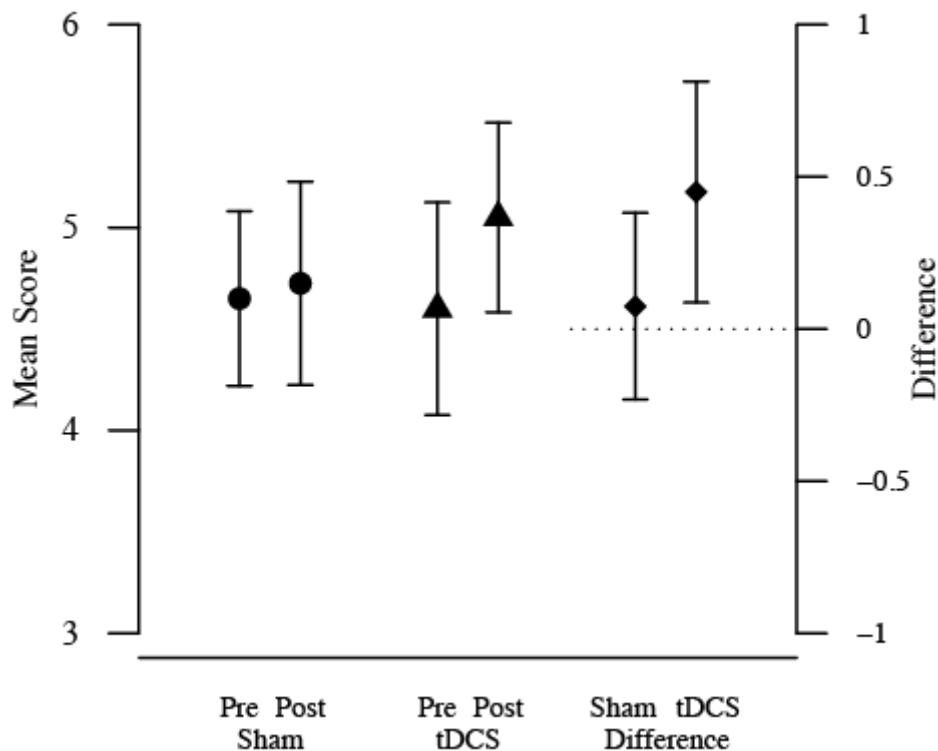 6
5
4
3
Mean Score
1
0.5
0
−0.5
−1
Difference
Pre Post Pre Post Sham tDCS
Sham tDCS Difference